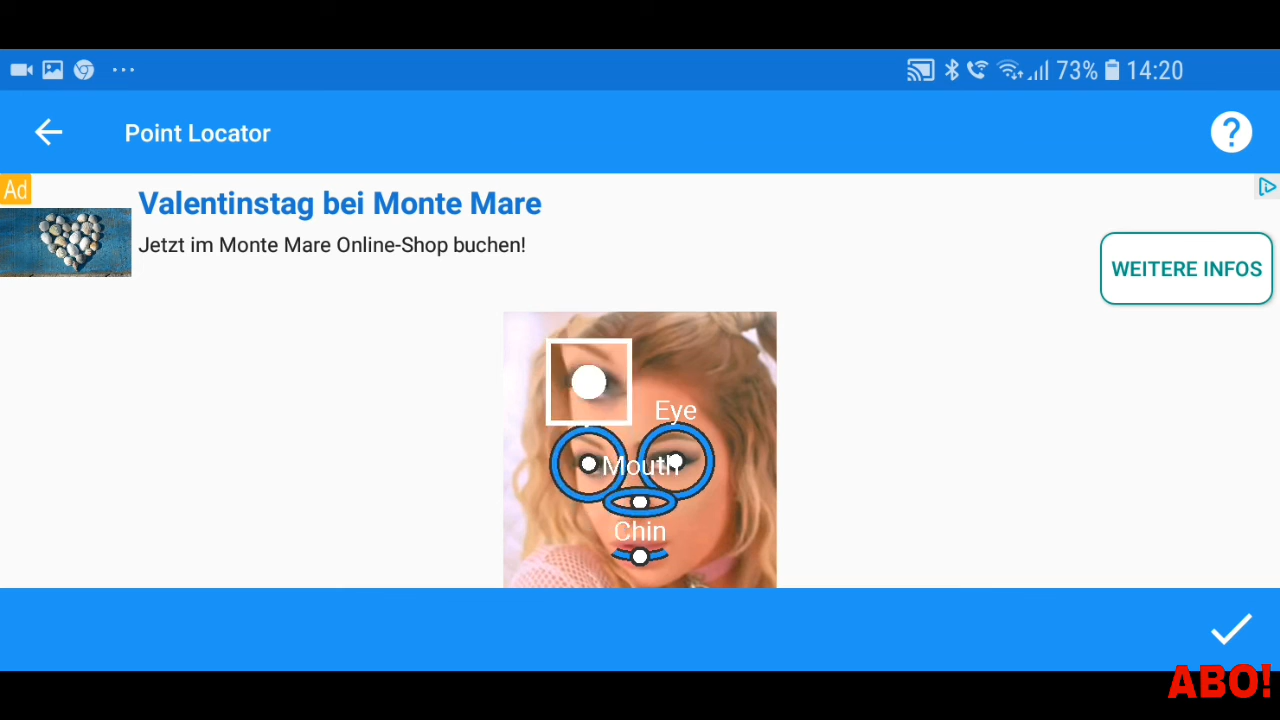 73% 14:20
Point Locator
Ad
Valentinstag bei Monte Mare
Jetzt im Monte Mare Online-Shop buchen!
WEITERE INFOS
Eye
Mouth
Chin
ABO!